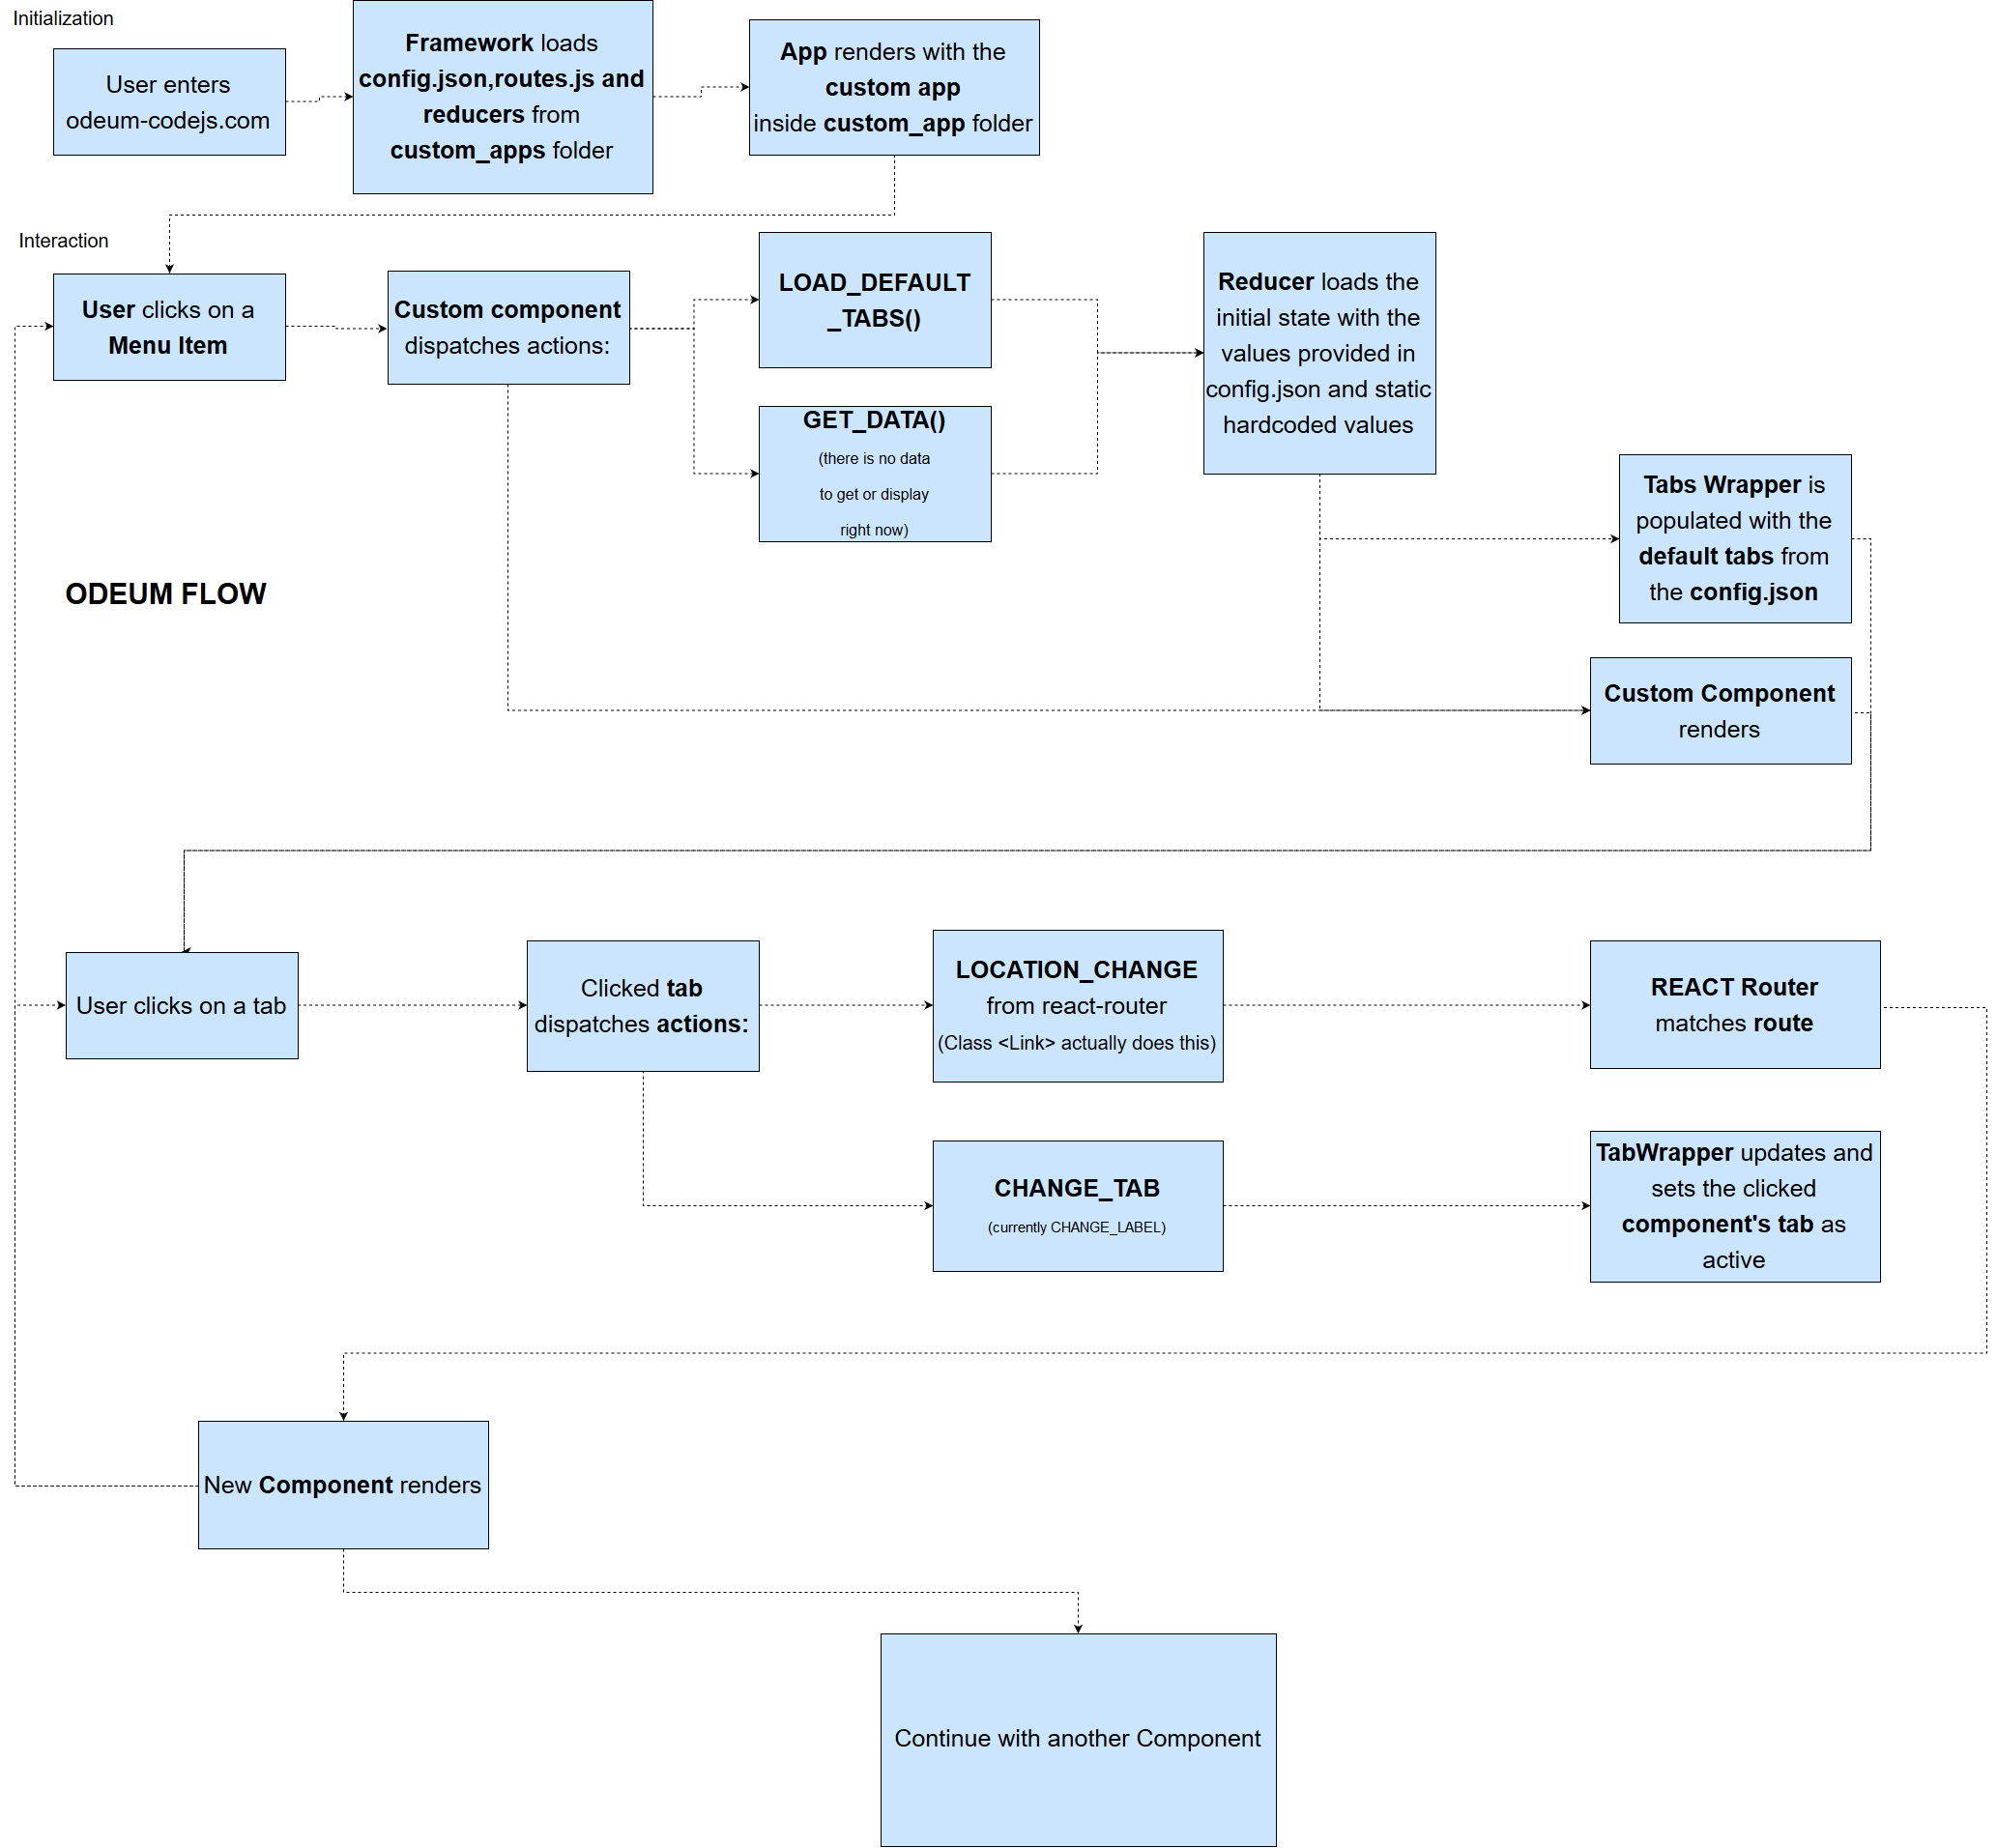 Initialization
User enters
odeum-codejs.com
Framework loads
config.json,routes.js and
reducers from
custom_apps folder
App renders with the
custom app
inside custom_app folder
Interaction
User clicks on a
Menu Item
Custom component
dispatches actions:
LOAD_DEFAULT
_TABS()
GET_DATA()
(there is no data
to get or display
right now)
Reducer loads the
initial state with the
values provided in
config.json and static
hardcoded values
Tabs Wrapper is
populated with the
default tabs from
the config.json
ODEUM FLOW
Custom Component
renders
User clicks on a tab
Clicked tab
dispatches actions:
LOCATION_CHANGE
from react-router
(Class <Link> actually does this)
REACT Router
matches route
CHANGE_TAB
(currently CHANGE_LABEL)
TabWrapper updates and
sets the clicked
component's tab as
active
New Component renders
Continue with another Component